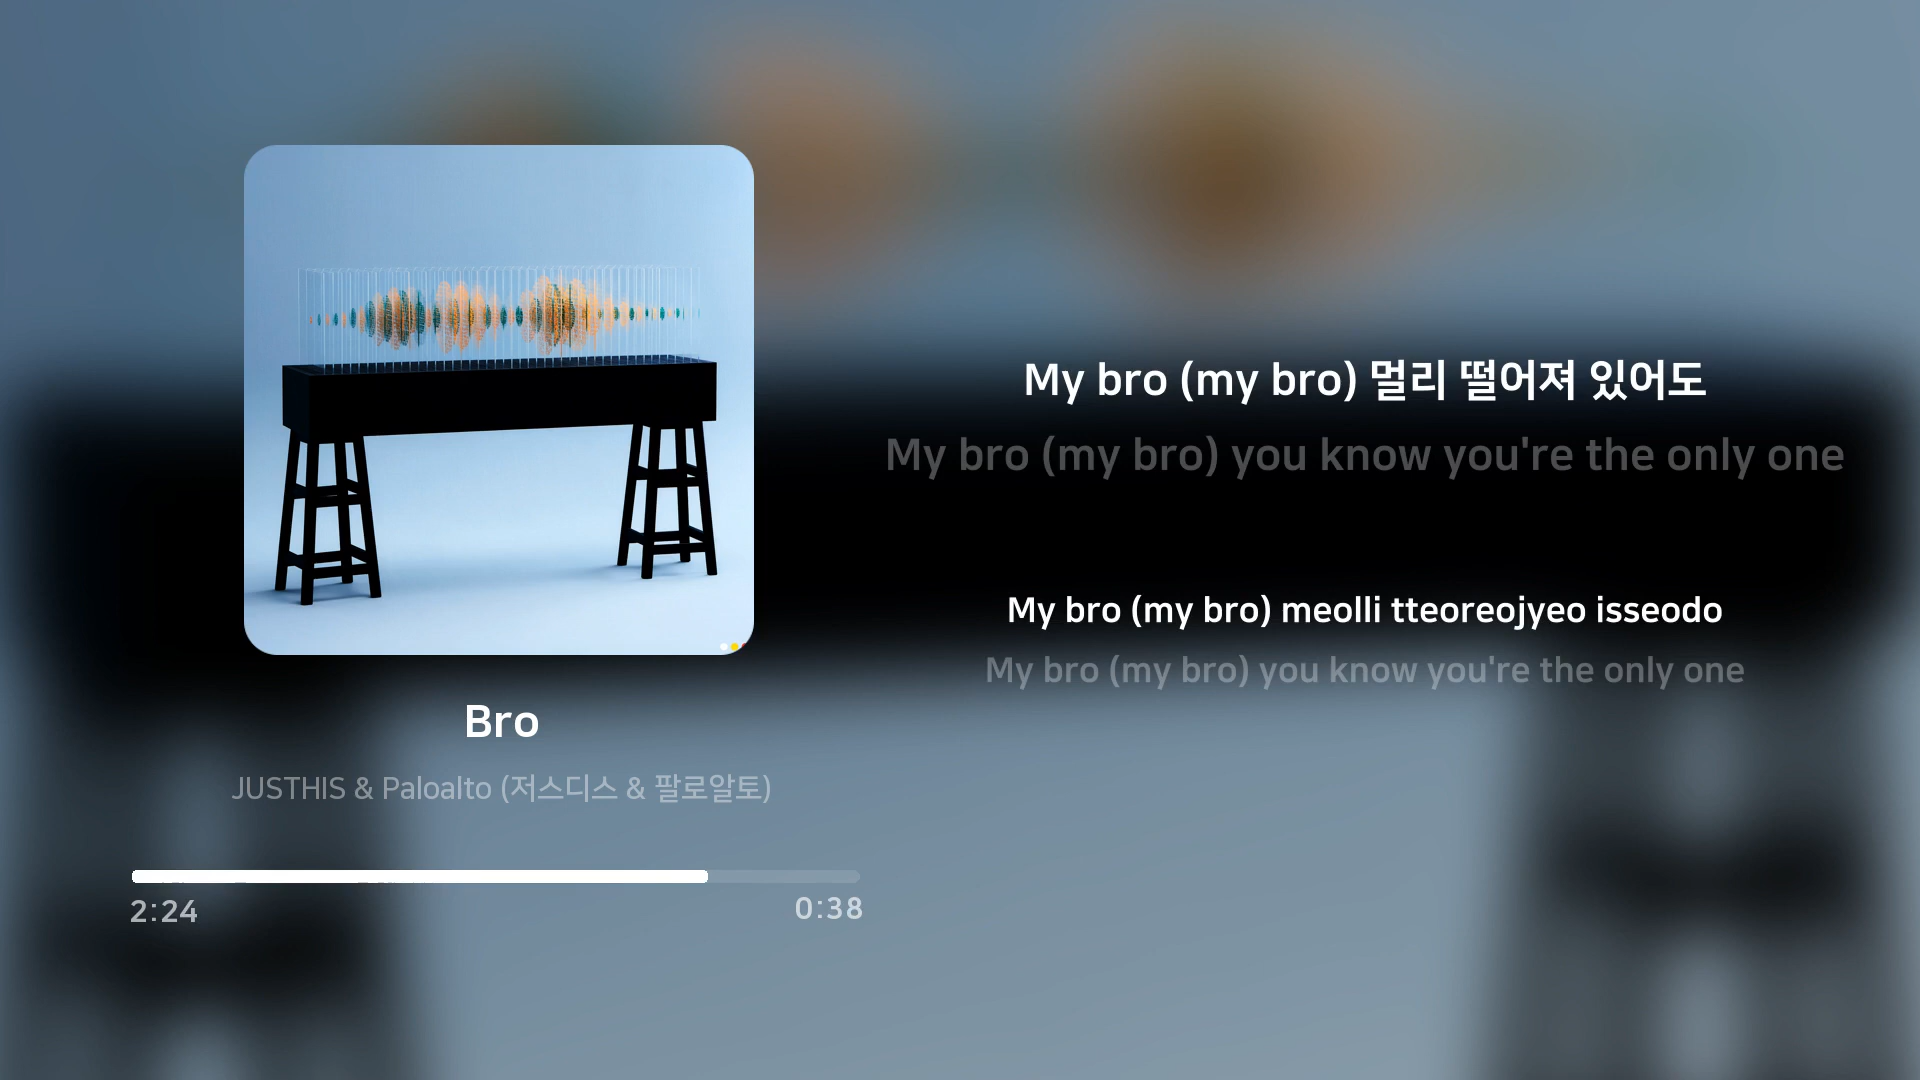 My bro (my bro) 멀리 떨어져 있어도
My bro (my bro) you know you're the only one
My bro (my bro) meolli tteoreojyeo isseodo
My bro (my bro) you know you're the only one
Bro
JUSTHIS & Paloalto (저스디스 & 팔로알토)
2:24
0:38